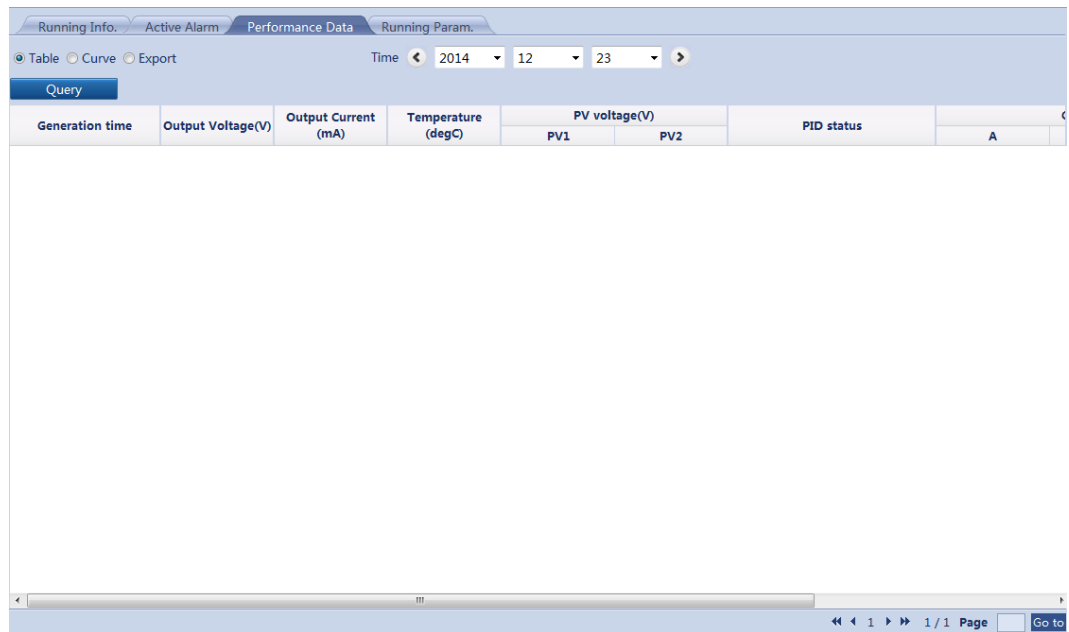 Running Info. Active Alarm Performance Data Running Param.
Table Curve Export Time 2014 12 23
Query
Generation time Output Voltage(V) Output Current (mA) Temperature (degC) PV voltage(V) PID status
PV1 PV2 A
1 1/1 Page Go to